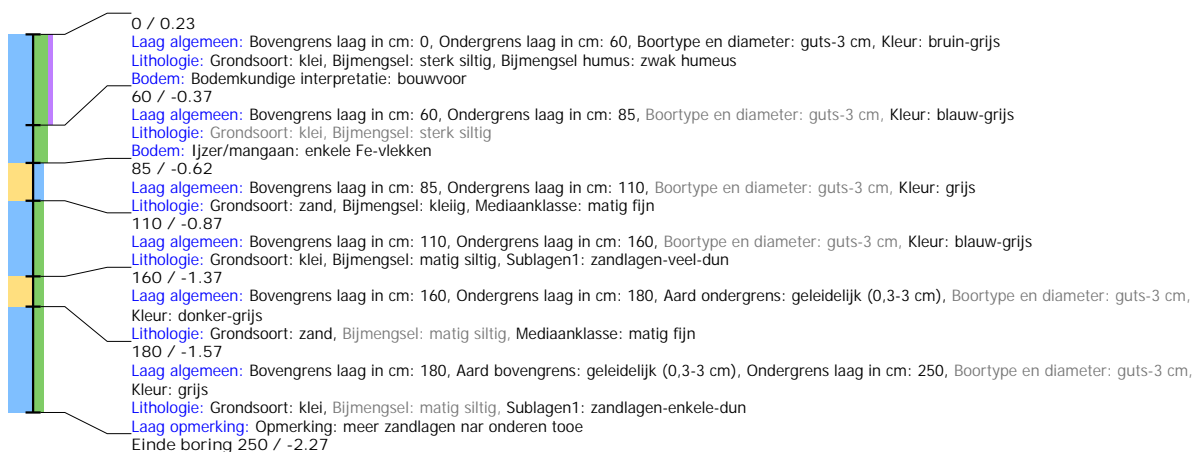 0 / 0.23
Laag algemeen: Bovengrens laag in cm: 0, Ondergrens laag in cm: 60, Boortype en diameter: guts-3 cm, Kleur: bruin-grijs
Lithologie: Grondsoort: klei, Bijmengsel: sterk siltig, Bijmengsel humus: zwak humeus
Bodem: Bodemkundige interpretatie: bouwvoor
60 / -0.37
Laag algemeen: Bovengrens laag in cm: 60, Ondergrens laag in cm: 85, Boortype en diameter: guts-3 cm, Kleur: blauw-grijs
Lithologie: Grondsoort: klei, Bijmengsel: sterk siltig
Bodem: Ijzer/mangaan: enkele Fe-vlekken
85 / -0.62
Laag algemeen: Bovengrens laag in cm: 85, Ondergrens laag in cm: 110, Boortype en diameter: guts-3 cm, Kleur: grijs
Lithologie: Grondsoort: zand, Bijmengsel: kleiig, Mediaanklasse: matig fijn
110 / -0.87
Laag algemeen: Bovengrens laag in cm: 110, Ondergrens laag in cm: 160, Boortype en diameter: guts-3 cm, Kleur: blauw-grijs
Lithologie: Grondsoort: klei, Bijmengsel: matig siltig, Sublagen1: zandlagen-veel-dun
160 / -1.37
Laag algemeen: Bovengrens laag in cm: 160, Ondergrens laag in cm: 180, Aard ondergrens: geleidelijk (0,3-3 cm), Boortype en diameter: guts-3 cm,
Kleur: donker-grijs
Lithologie: Grondsoort: zand, Bijmengsel: matig siltig, Mediaanklasse: matig fijn
180 / -1.57
Laag algemeen: Bovengrens laag in cm: 180, Aard bovengrens: geleidelijk (0,3-3 cm), Ondergrens laag in cm: 250, Boortype en diameter: guts-3 cm,
Kleur: grijs
Lithologie: Grondsoort: klei, Bijmengsel: matig siltig, Sublagen1: zandlagen-enkele-dun
Laag opmerking: Opmerking: meer zandlagen nar onderen tooe
Einde boring 250 / -2.27